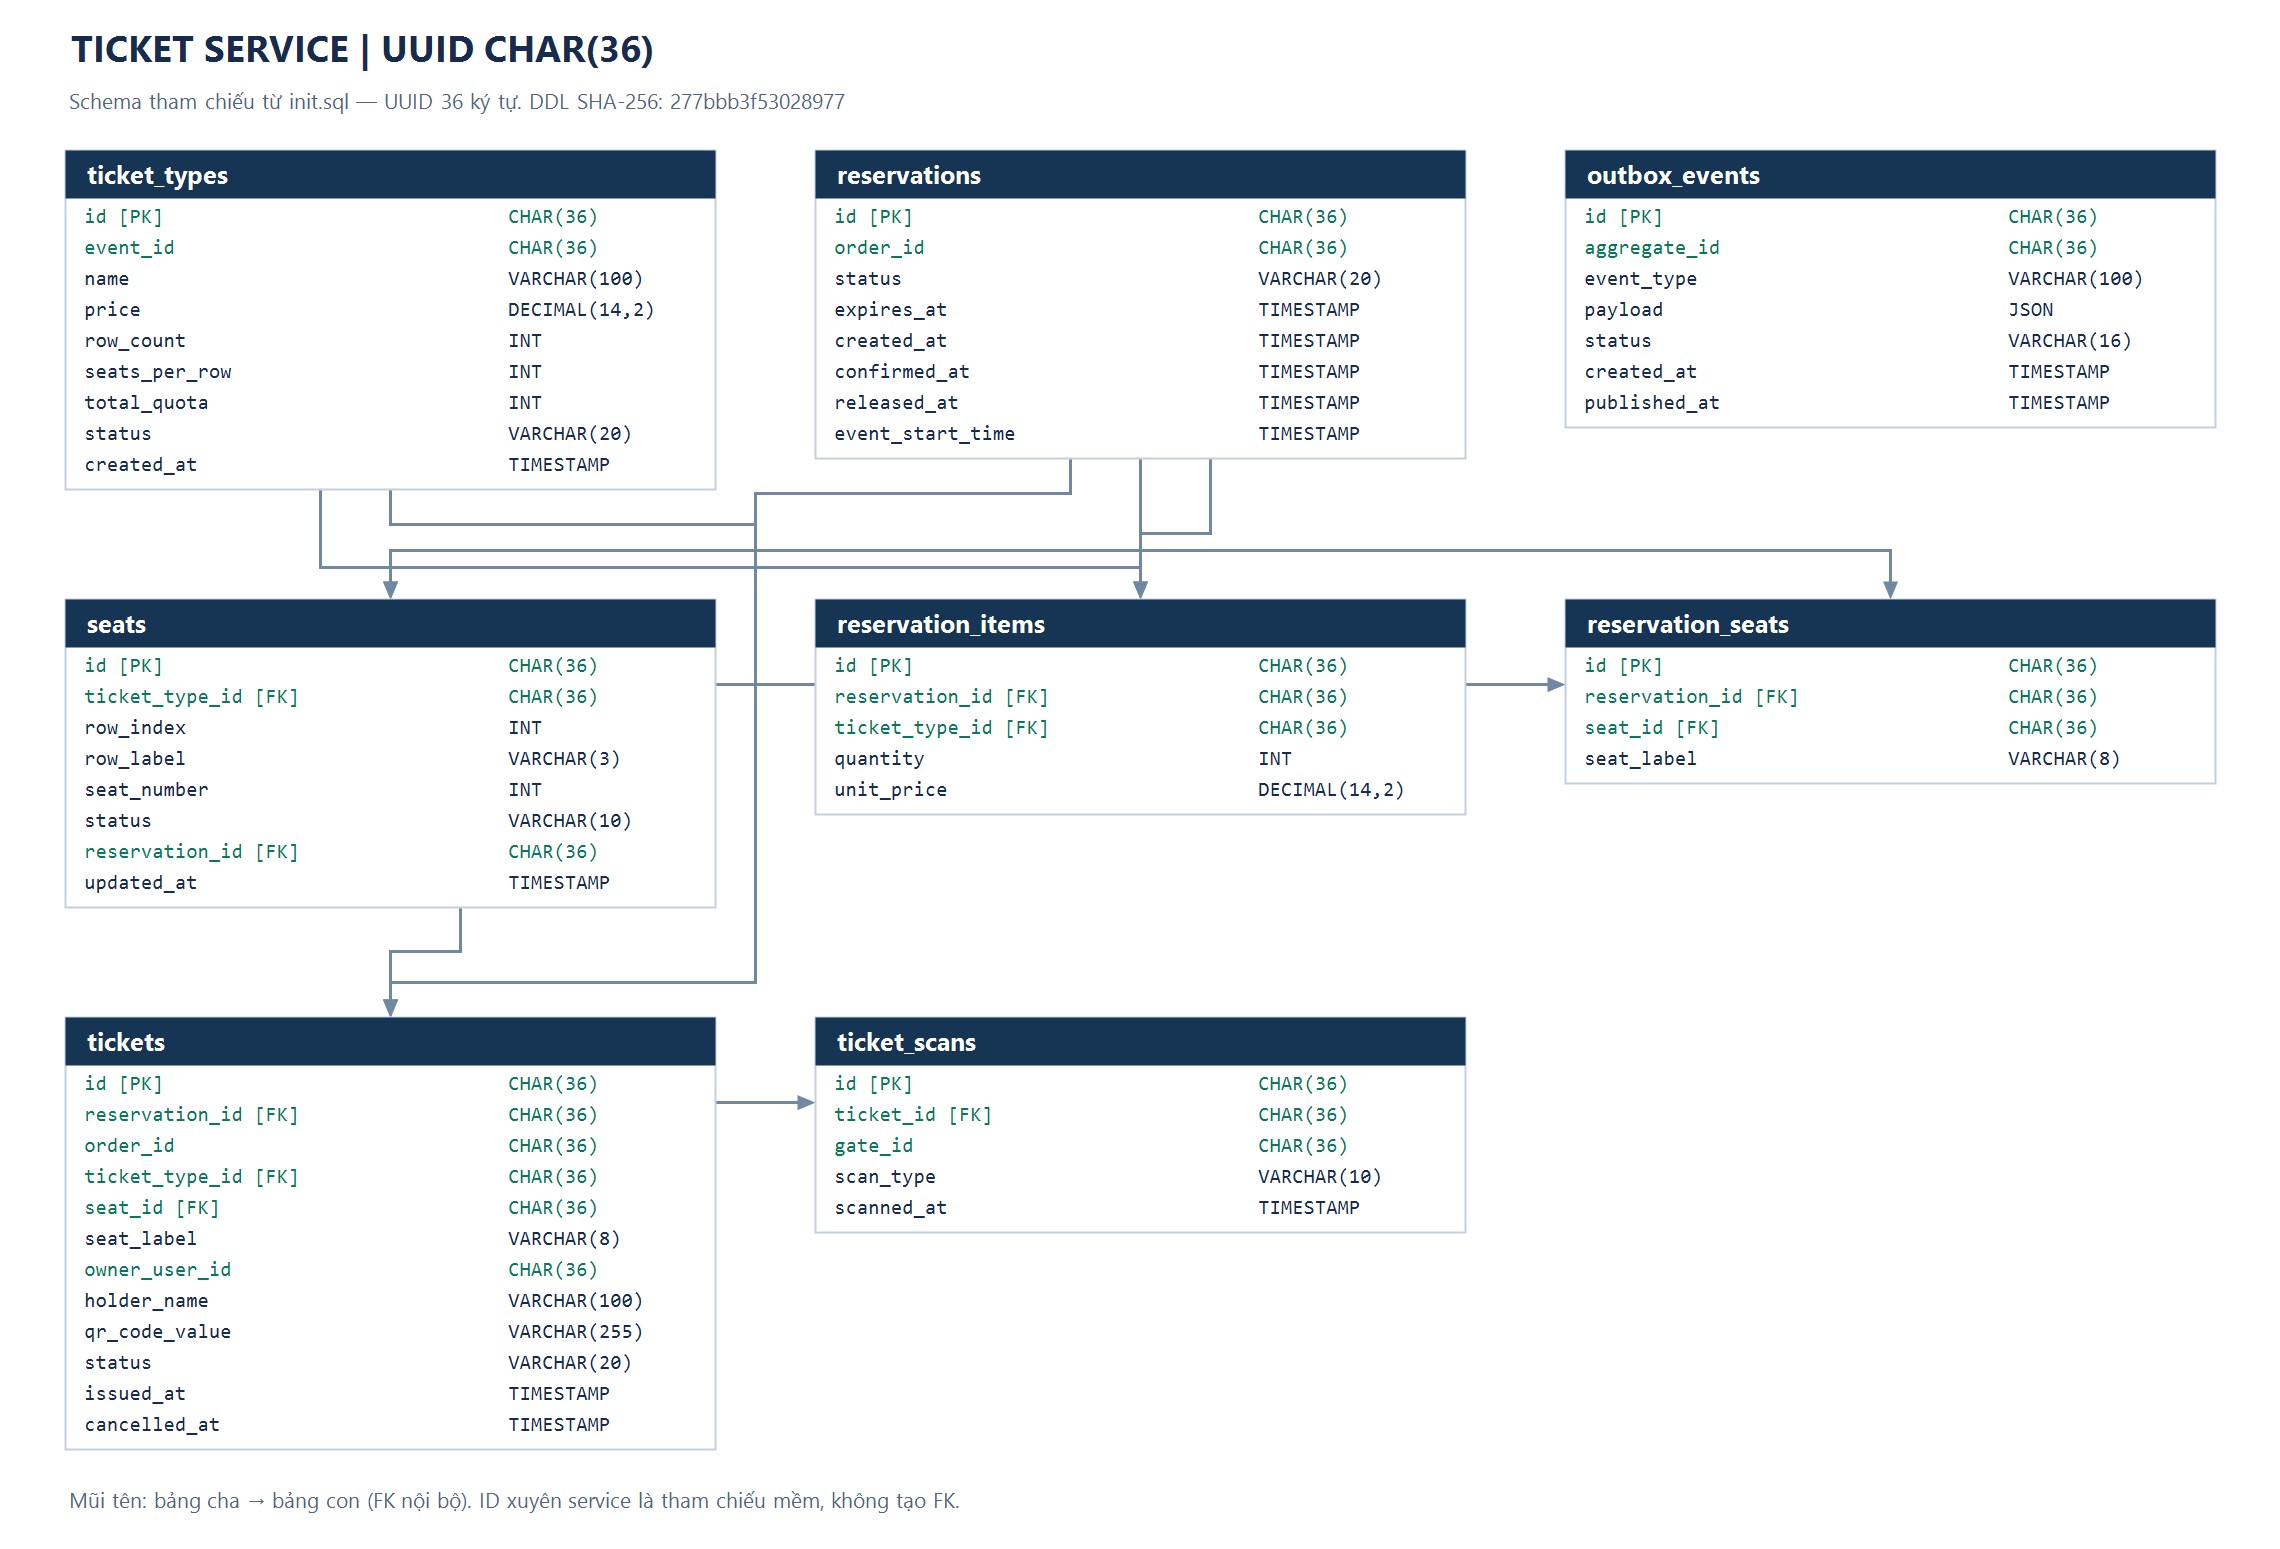 TICKET SERVICE | UUID CHAR(36)
Schema tham chiếu từ init.sql — UUID 36 ký tự. DDL SHA-256: 277bbb3f53028977
ticket_types
id [PK] CHAR(36)
event_id CHAR(36)
name VARCHAR(100)
price DECIMAL(14,2)
row_count INT
seats_per_row INT
total_quota INT
status VARCHAR(20)
created_at TIMESTAMP
reservations
id [PK] CHAR(36)
order_id CHAR(36)
status VARCHAR(20)
expires_at TIMESTAMP
created_at TIMESTAMP
confirmed_at TIMESTAMP
released_at TIMESTAMP
event_start_time TIMESTAMP
outbox_events
id [PK] CHAR(36)
aggregate_id CHAR(36)
event_type VARCHAR(100)
payload JSON
status VARCHAR(16)
created_at TIMESTAMP
published_at TIMESTAMP
seats
id [PK] CHAR(36)
ticket_type_id [FK] CHAR(36)
row_index INT
row_label VARCHAR(3)
seat_number INT
status VARCHAR(10)
reservation_id [FK] CHAR(36)
updated_at TIMESTAMP
reservation_items
id [PK] CHAR(36)
reservation_id [FK] CHAR(36)
ticket_type_id [FK] CHAR(36)
quantity INT
unit_price DECIMAL(14,2)
reservation_seats
id [PK] CHAR(36)
reservation_id [FK] CHAR(36)
seat_id [FK] CHAR(36)
seat_label VARCHAR(8)
tickets
id [PK] CHAR(36)
reservation_id [FK] CHAR(36)
order_id CHAR(36)
ticket_type_id [FK] CHAR(36)
seat_id [FK] CHAR(36)
seat_label VARCHAR(8)
owner_user_id CHAR(36)
holder_name VARCHAR(100)
qr_code_value VARCHAR(255)
status VARCHAR(20)
issued_at TIMESTAMP
cancelled_at TIMESTAMP
ticket_scans
id [PK] CHAR(36)
ticket_id [FK] CHAR(36)
gate_id CHAR(36)
scan_type VARCHAR(10)
scanned_at TIMESTAMP
Mũi tên: bảng cha → bảng con (FK nội bộ). ID xuyên service là tham chiếu mềm, không tạo FK.